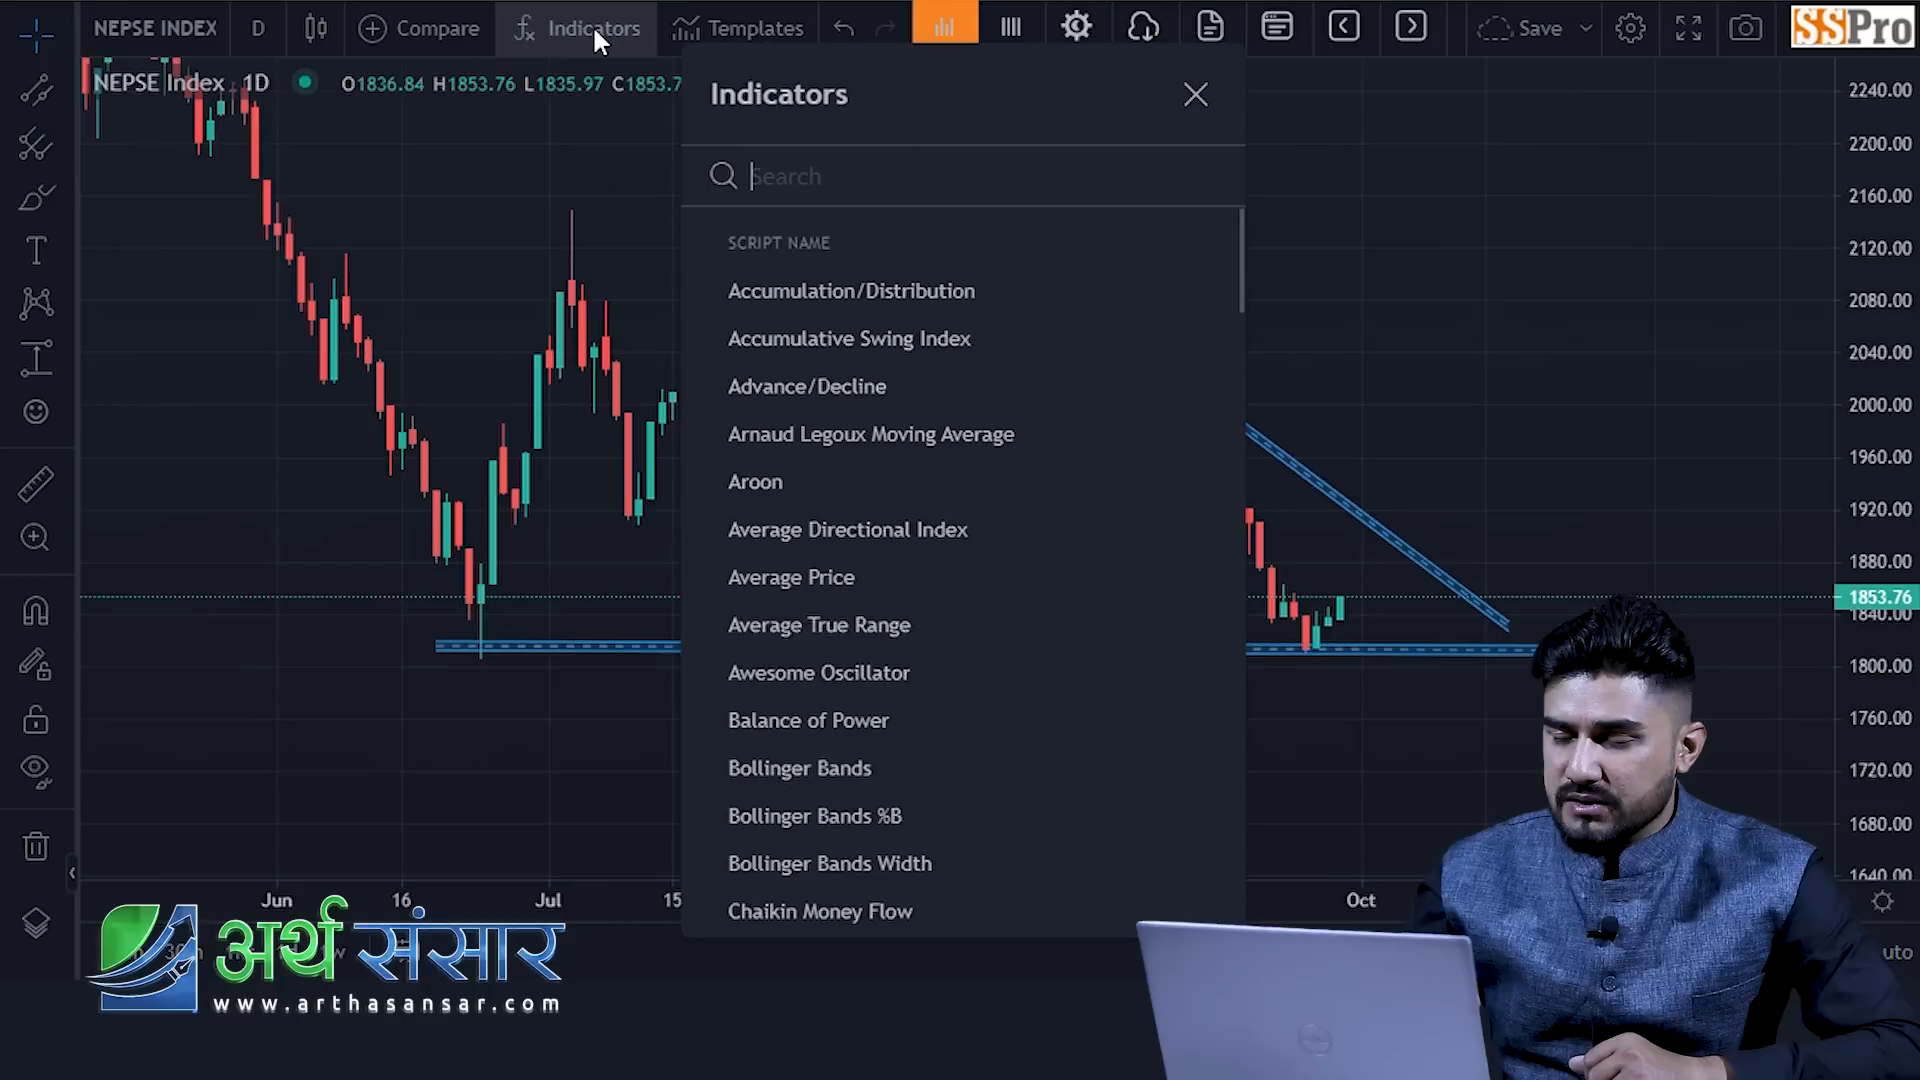 NEPSE INDEX D Compare Indicators Templates Save SSPro
NEPSE Index 1D O1836.84 H1853.76 L1835.97 C1853.7
Indicators
Search
SCRIPT NAME
Accumulation/Distribution
Accumulative Swing Index
Advance/Decline
Arnaud Legoux Moving Average
Aroon
Average Directional Index
Average Price
Average True Range
Awesome Oscillator
Balance of Power
Bollinger Bands
Bollinger Bands %B
Bollinger Bands Width
Chaikin Money Flow
2240.00
2200.00
2160.00
2120.00
2080.00
2040.00
2000.00
1960.00
1920.00
1880.00
1853.76
1840.00
1800.00
1760.00
1720.00
1680.00
1640.00
Jun 16 Jul 15 Oct
auto
अर्थ संसार
www.arthasansar.com